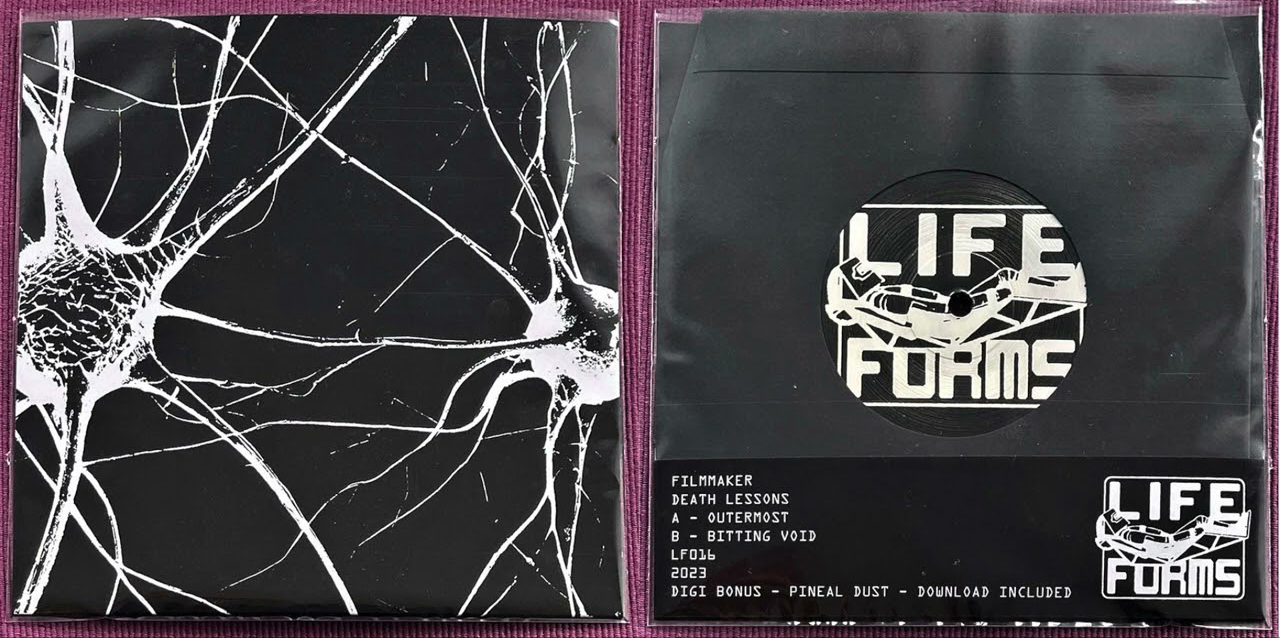 LIFE
FORMS
FILMMAKER
DEATH LESSONS
A - OUTERMOST
B - BITTING VOID
LF016
2023
DIGI BONUS - PINEAL DUST - DOWNLOAD INCLUDED
LIFE
FORMS